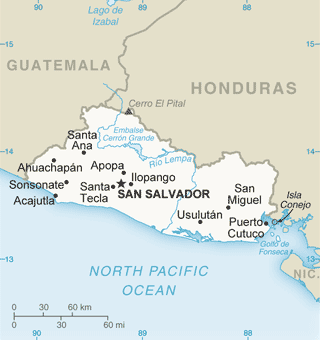 90
Lago de
Izabal
89
88
15
15
GUATEMALA
HONDURAS
Cerro El Pital
Embalse
Cerrón Grande
Santa
Ana
14
14
Río Lempa
Ahuachapán
Apopa
Ilopango
Sonsonate
Santa
Tecla
SAN SALVADOR
San
Miguel
Isla
Conejo
Acajutla
Usulután
Puerto
Cutuço
Golfo de
Fonseca
13
13
NORTH PACIFIC
OCEAN
NIC.
0 30 60 km
0 30 60 mi
90
89
88